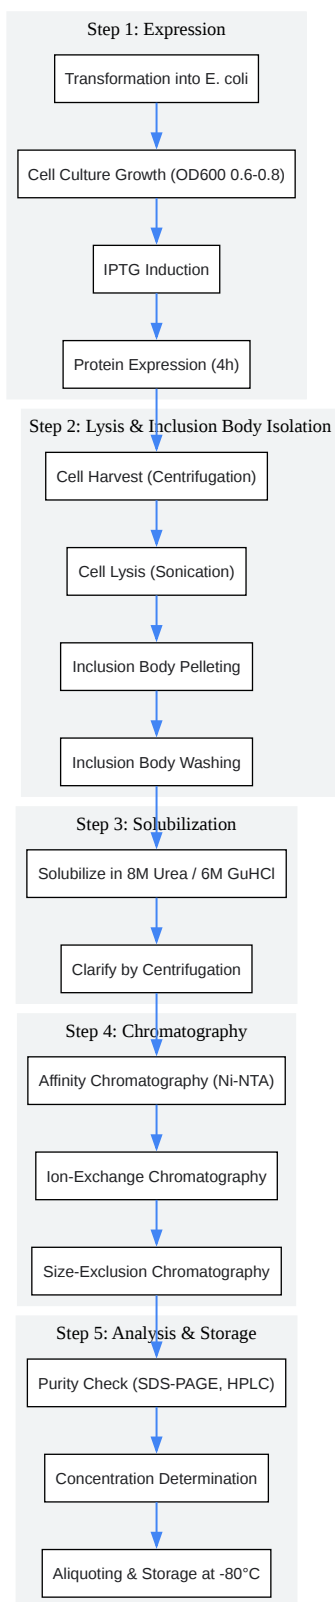 Step 1: Expression
Transformation into E. coli
Cell Culture Growth (OD600 0.6-0.8)
IPTG Induction
Protein Expression (4h)
Step 2: Lysis & Inclusion Body Isolation
Cell Harvest (Centrifugation)
Cell Lysis (Sonication)
Inclusion Body Pelleting
Inclusion Body Washing
Step 3: Solubilization
Solubilize in 8M Urea / 6M GuHCl
Clarify by Centrifugation
Step 4: Chromatography
Affinity Chromatography (Ni-NTA)
Ion-Exchange Chromatography
Size-Exclusion Chromatography
Step 5: Analysis & Storage
Purity Check (SDS-PAGE, HPLC)
Concentration Determination
Aliquoting & Storage at -80°C